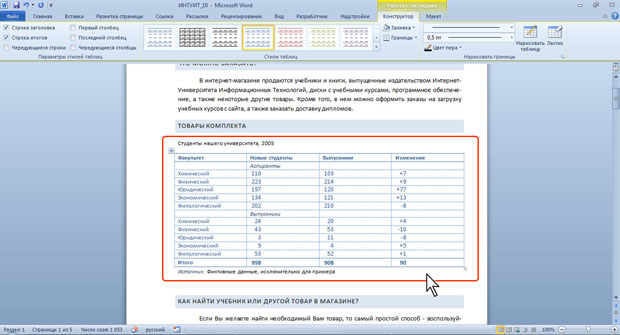 ИНТУИТ_10 - Microsoft Word
Работа с таблицами
Файл Главная Вставка Разметка страницы Ссылки Рассылки Рецензирование Вид Разработчик Надстройки Конструктор Макет
Строка заголовка Первый столбец
Строка итогов Последний столбец
Чередующиеся строки Чередующиеся столбцы
Заливка
Границы
0,5 пт
Цвет пера
Нарисовать таблицу
Ластик
Параметры стилей таблиц Стили таблиц Нарисовать границы
ЧТО МОЖНО ЗАКАЗАТЬ?
В интернет-магазине продаются учебники и книги, выпущенные издательством Интернет-
Университета Информационных Технологий, диски с учебными курсами, программное обеспече-
ние, а также некоторые другие товары. Кроме того, в нем можно оформить заказы на загрузку
учебных курсов с сайта, а также заказать доставку дипломов.
ТОВАРЫ КОМПЛЕКТА
Студенты нашего университета, 2005
Факультет Новые студенты Выпускники Изменение
Аспиранты
Химический 110 103 +7
Физический 223 214 +9
Юридический 197 120 +77
Экономический 134 121 +13
Филологический 202 210 -8
Выпускники
Химический 24 20 +4
Физический 43 53 -10
Юридический 3 11 -8
Экономический 9 4 +5
Филологический 53 52 +1
Итого 998 908 90
Источник: Фиктивные данные, исключительно для примера
КАК НАЙТИ УЧЕБНИК ИЛИ ДРУГОЙ ТОВАР В МАГАЗИНЕ?
Если Вы желаете найти необходимый Вам товар, то самый простой способ - воспользуй-
Раздел: 1 Страница: 1 из 5 Число слов: 1 053 русский 100%